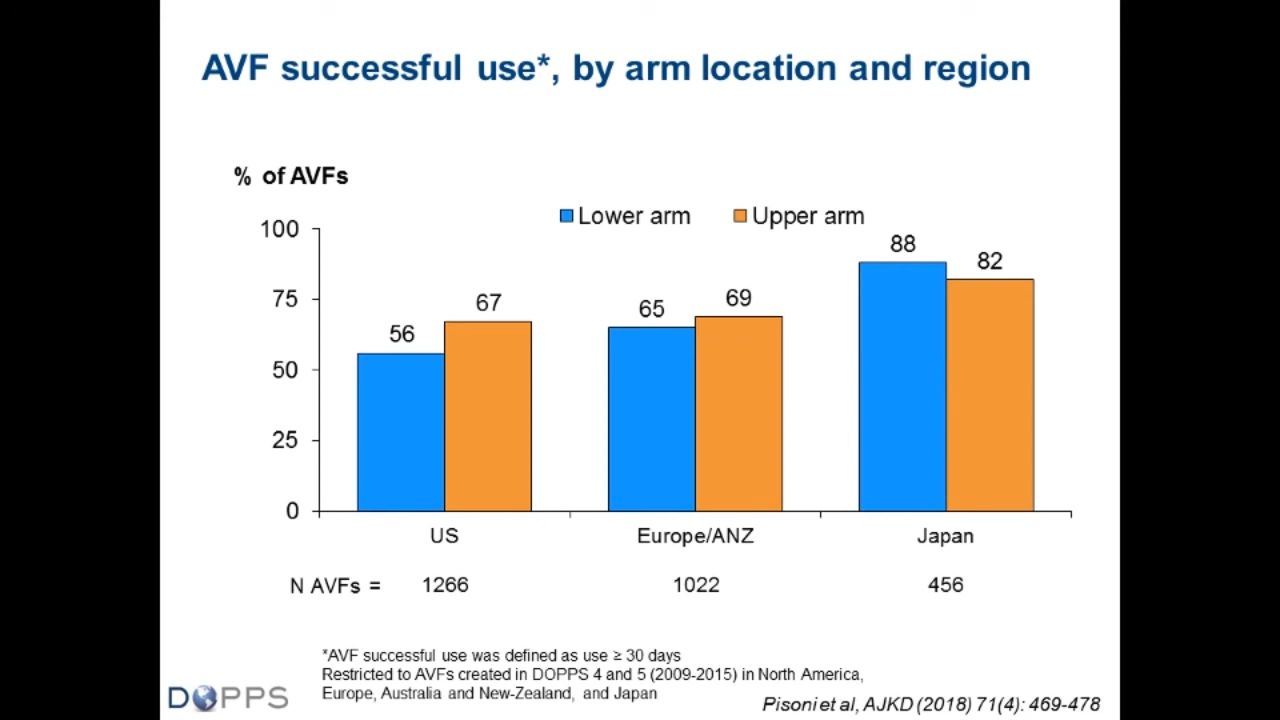 AVF successful use*, by arm location and region
% of AVFs
Lower arm
Upper arm
100
75
50
25
0
56
67
65
69
88
82
US
Europe/ANZ
Japan
N AVFs = 1266 1022 456
*AVF successful use was defined as use ≥ 30 days
Restricted to AVFs created in DOPPS 4 and 5 (2009-2015) in North America,
Europe, Australia and New-Zealand, and Japan
DOPPS
Pisoni et al, AJKD (2018) 71(4): 469-478